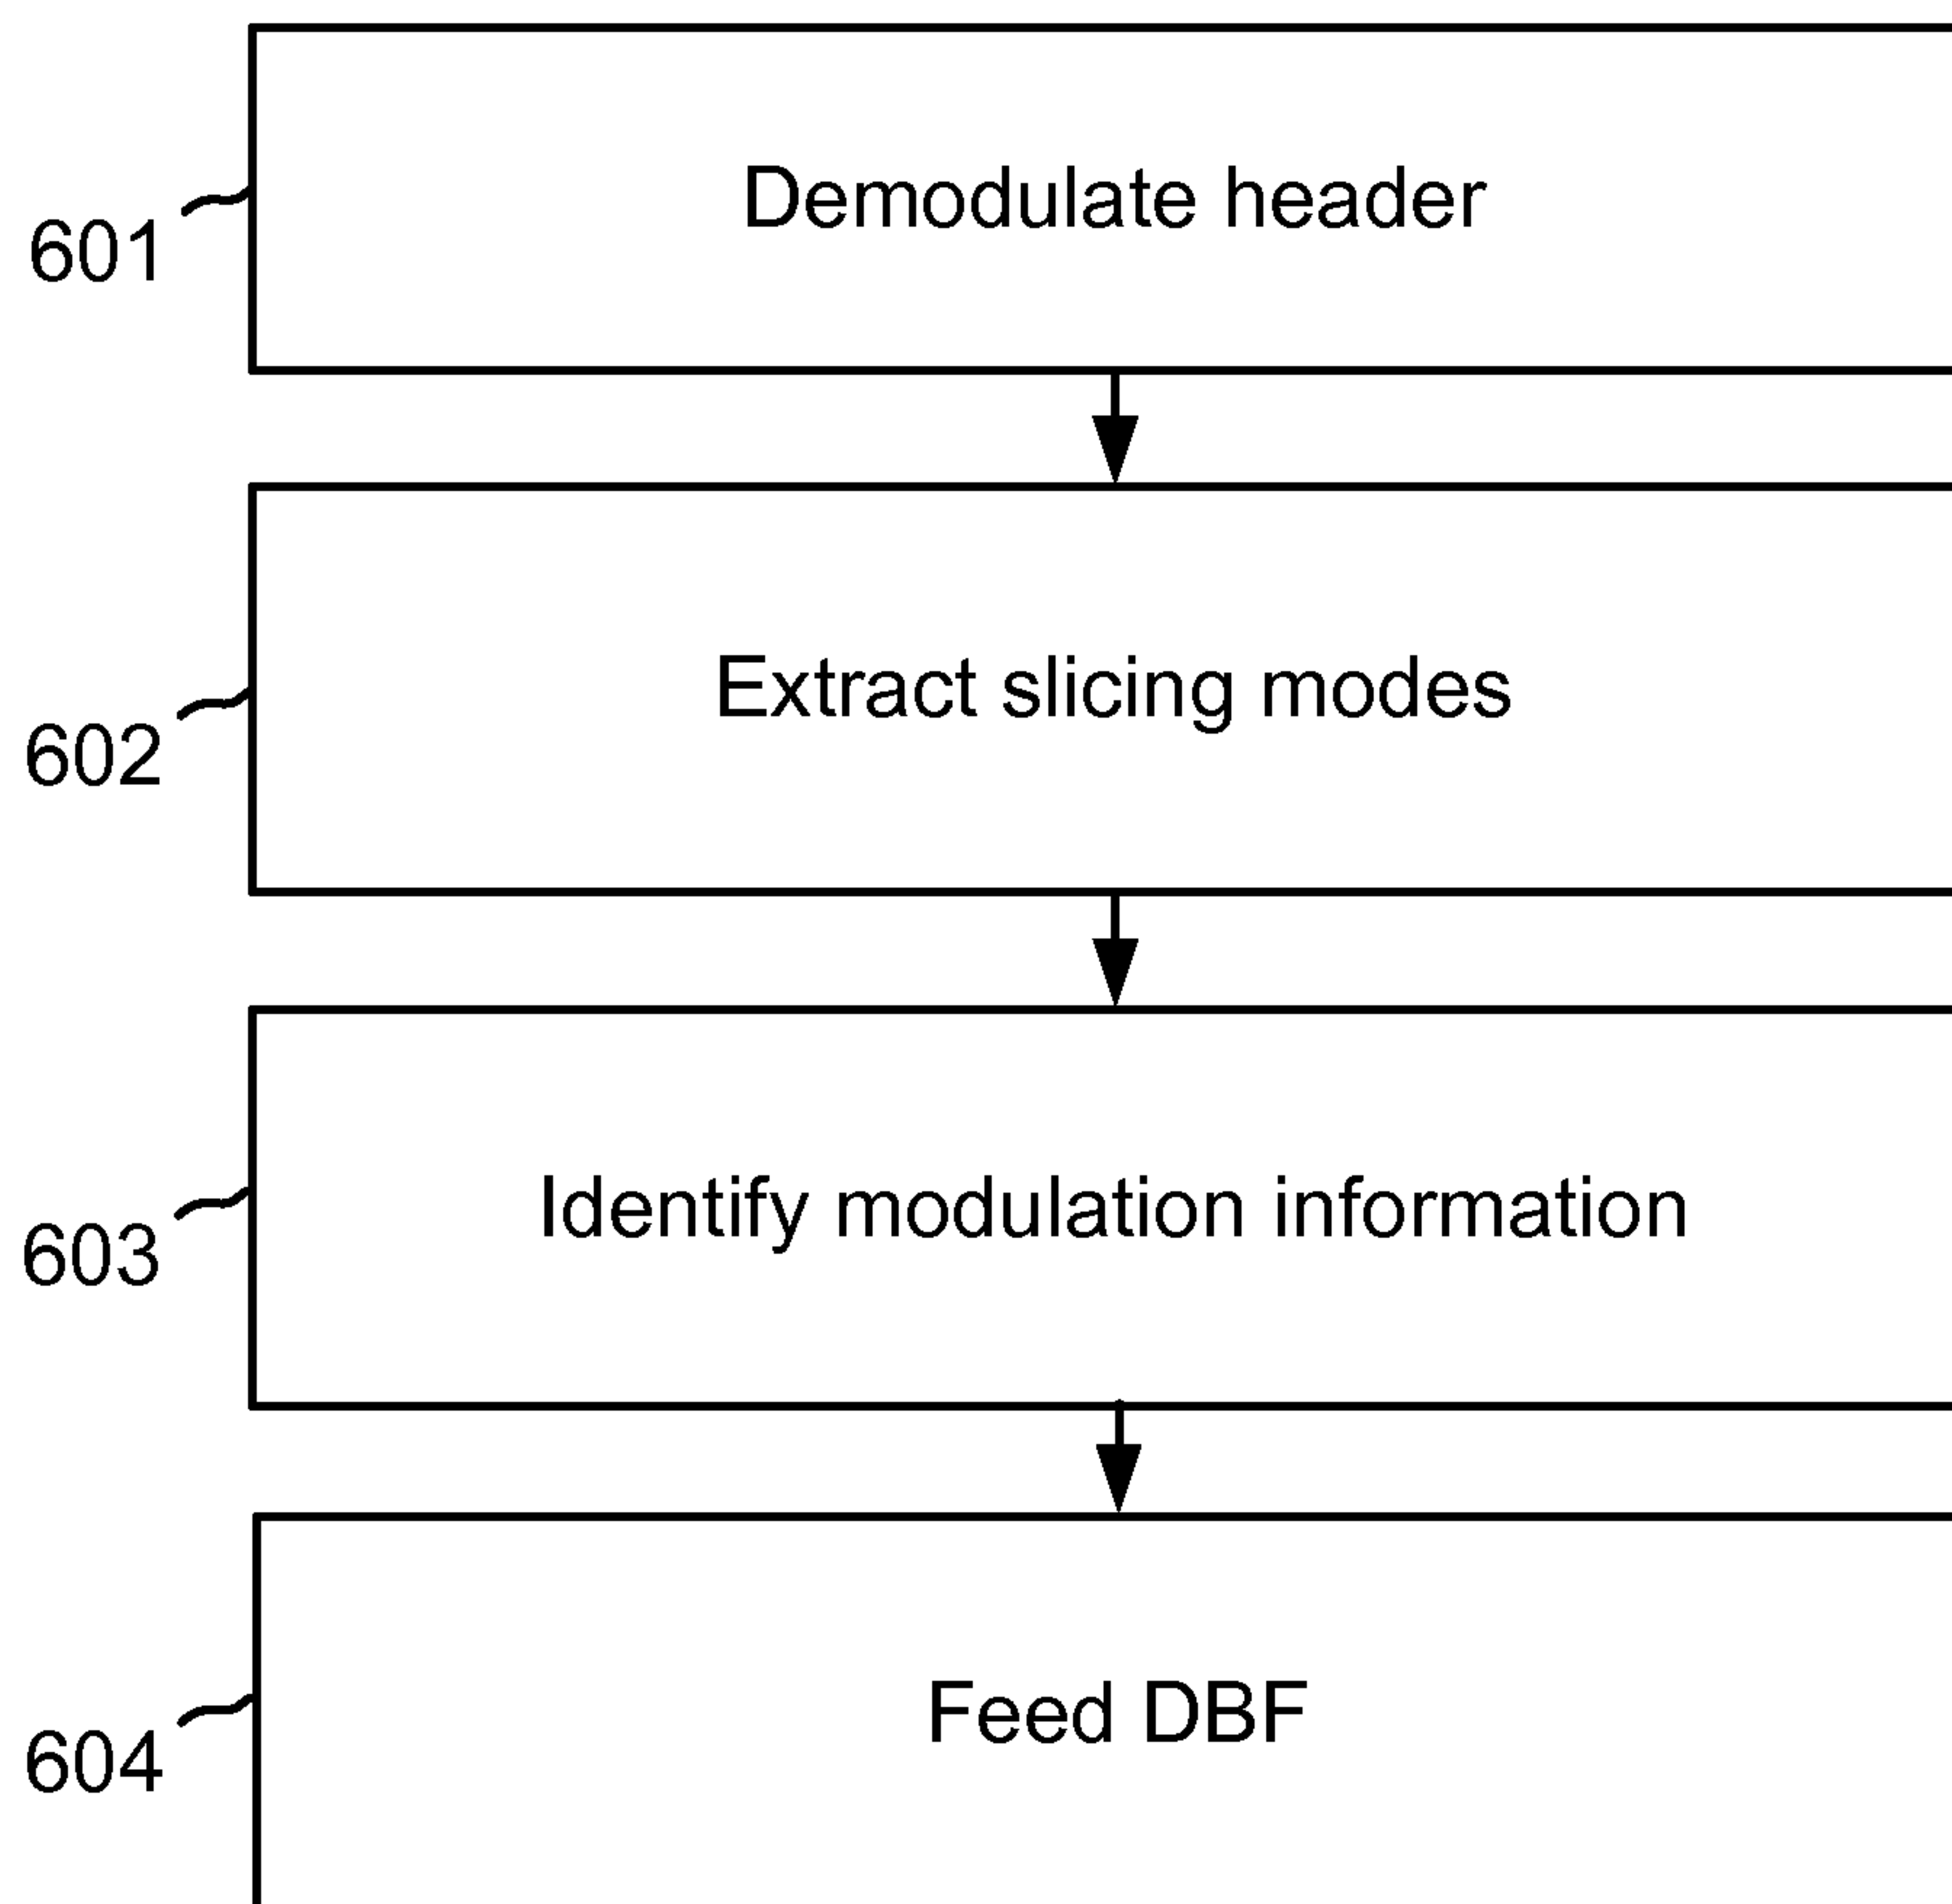 Demodulate header
601
Extract slicing modes
602
Identify modulation information
603
Feed DBF
604